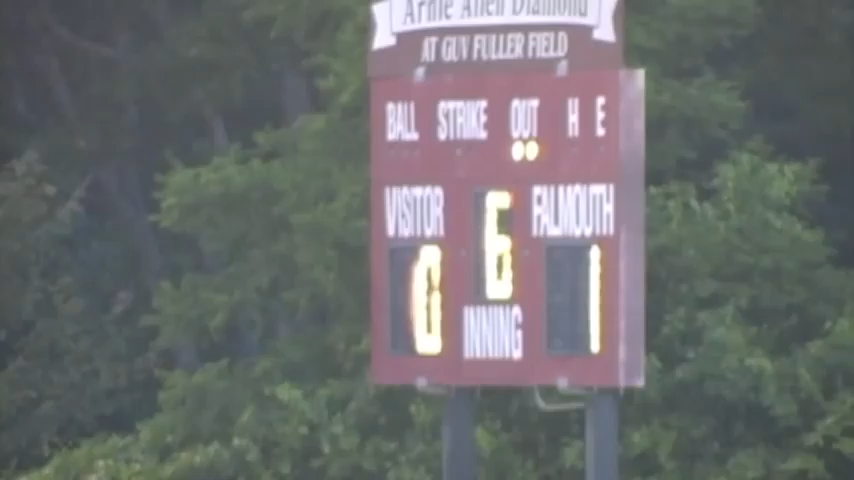 Arnie Allen Diamond
AT GUV FULLER FIELD
BALL STRIKE OUT H E
VISITOR 6 FALMOUTH
0 INNING 1